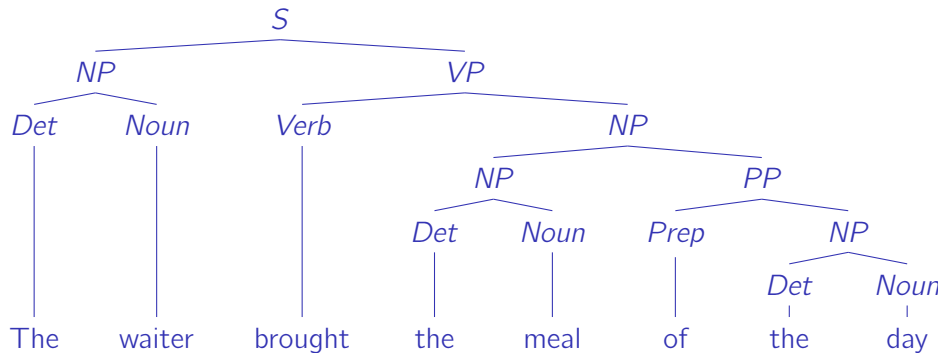 S
NP VP
Det Noun Verb NP
NP PP
Det Noun Prep NP
Det Noun
The waiter brought the meal of the day